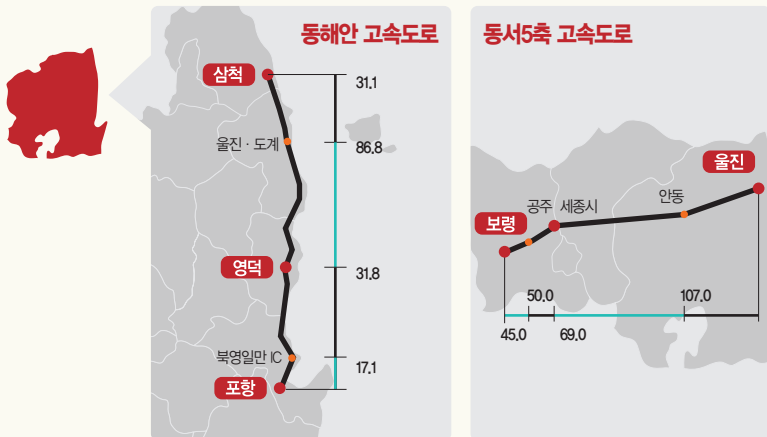 동해안 고속도로
삼척
31.1
울진 · 도계
86.8
영덕
31.8
북영일만 IC
17.1
포항
동서5축 고속도로
울진
안동
공주 세종시
보령
50.0
107.0
45.0
69.0